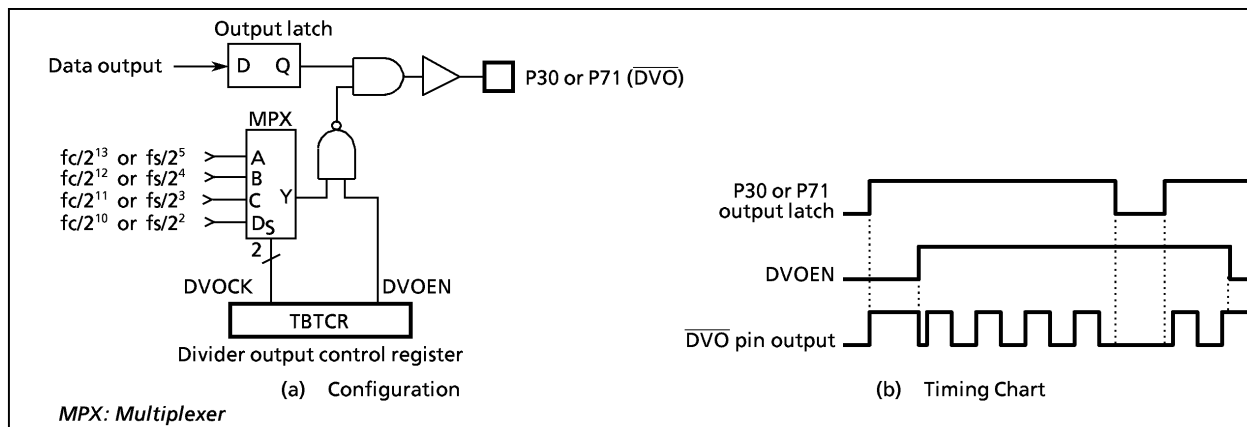 Output latch
Data output
D Q
P30 or P71 (DVO)
MPX
fc/2¹³ or fs/2⁵
A
fc/2¹² or fs/2⁴
B
fc/2¹¹ or fs/2³
C
Y
fc/2¹⁰ or fs/2²
D
S
2
DVOCK
DVOEN
TBTCR
Divider output control register
(a) Configuration
MPX: Multiplexer
P30 or P71
output latch
DVOEN
DVO pin output
(b) Timing Chart